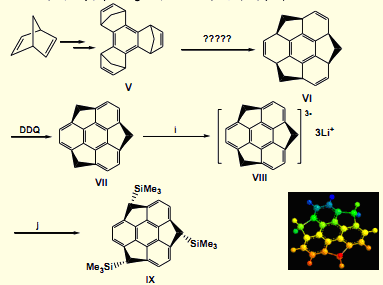 V
?????
VI
DDQ
VII
i
3-
3Li+
VIII
j
SiMe3
SiMe3
Me3Si
IX